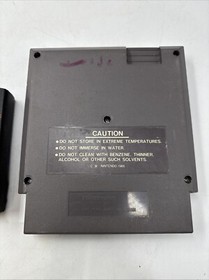 CAUTION
• DO NOT STORE IN EXTREME TEMPERATURES.
• DO NOT IMMERSE IN WATER.
• DO NOT CLEAN WITH BENZENE, THINNER,
ALCOHOL OR OTHER SUCH SOLVENTS.
NINTENDO